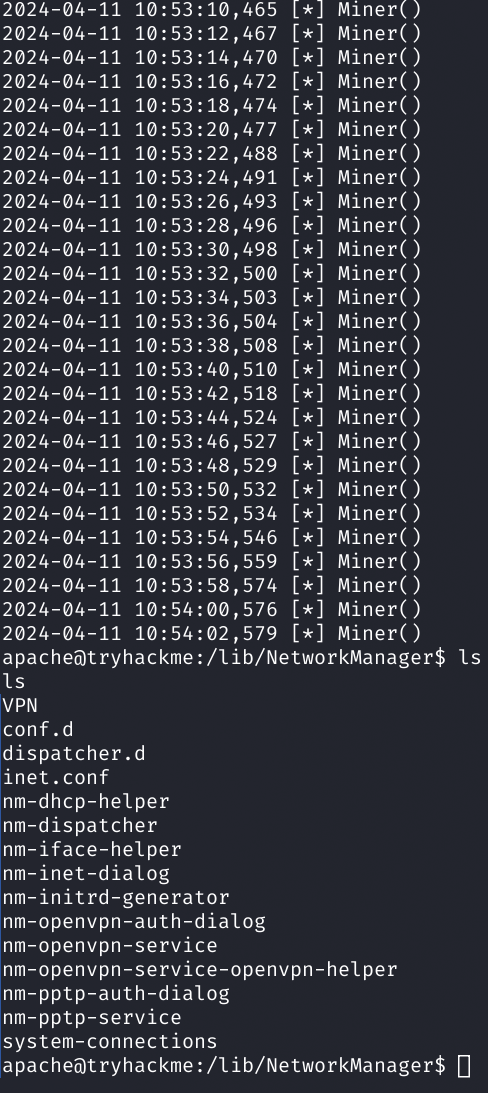 2024-04-11 10:53:10,465 [*] Miner()
2024-04-11 10:53:12,467 [*] Miner()
2024-04-11 10:53:14,470 [*] Miner()
2024-04-11 10:53:16,472 [*] Miner()
2024-04-11 10:53:18,474 [*] Miner()
2024-04-11 10:53:20,477 [*] Miner()
2024-04-11 10:53:22,488 [*] Miner()
2024-04-11 10:53:24,491 [*] Miner()
2024-04-11 10:53:26,493 [*] Miner()
2024-04-11 10:53:28,496 [*] Miner()
2024-04-11 10:53:30,498 [*] Miner()
2024-04-11 10:53:32,500 [*] Miner()
2024-04-11 10:53:34,503 [*] Miner()
2024-04-11 10:53:36,504 [*] Miner()
2024-04-11 10:53:38,508 [*] Miner()
2024-04-11 10:53:40,510 [*] Miner()
2024-04-11 10:53:42,518 [*] Miner()
2024-04-11 10:53:44,524 [*] Miner()
2024-04-11 10:53:46,527 [*] Miner()
2024-04-11 10:53:48,529 [*] Miner()
2024-04-11 10:53:50,532 [*] Miner()
2024-04-11 10:53:52,534 [*] Miner()
2024-04-11 10:53:54,546 [*] Miner()
2024-04-11 10:53:56,559 [*] Miner()
2024-04-11 10:53:58,574 [*] Miner()
2024-04-11 10:54:00,576 [*] Miner()
2024-04-11 10:54:02,579 [*] Miner()
apache@tryhackme:/lib/NetworkManager$ ls
ls
VPN
conf.d
dispatcher.d
inet.conf
nm-dhcp-helper
nm-dispatcher
nm-iface-helper
nm-inet-dialog
nm-initrd-generator
nm-openvpn-auth-dialog
nm-openvpn-service
nm-openvpn-service-openvpn-helper
nm-pptp-auth-dialog
nm-pptp-service
system-connections
apache@tryhackme:/lib/NetworkManager$